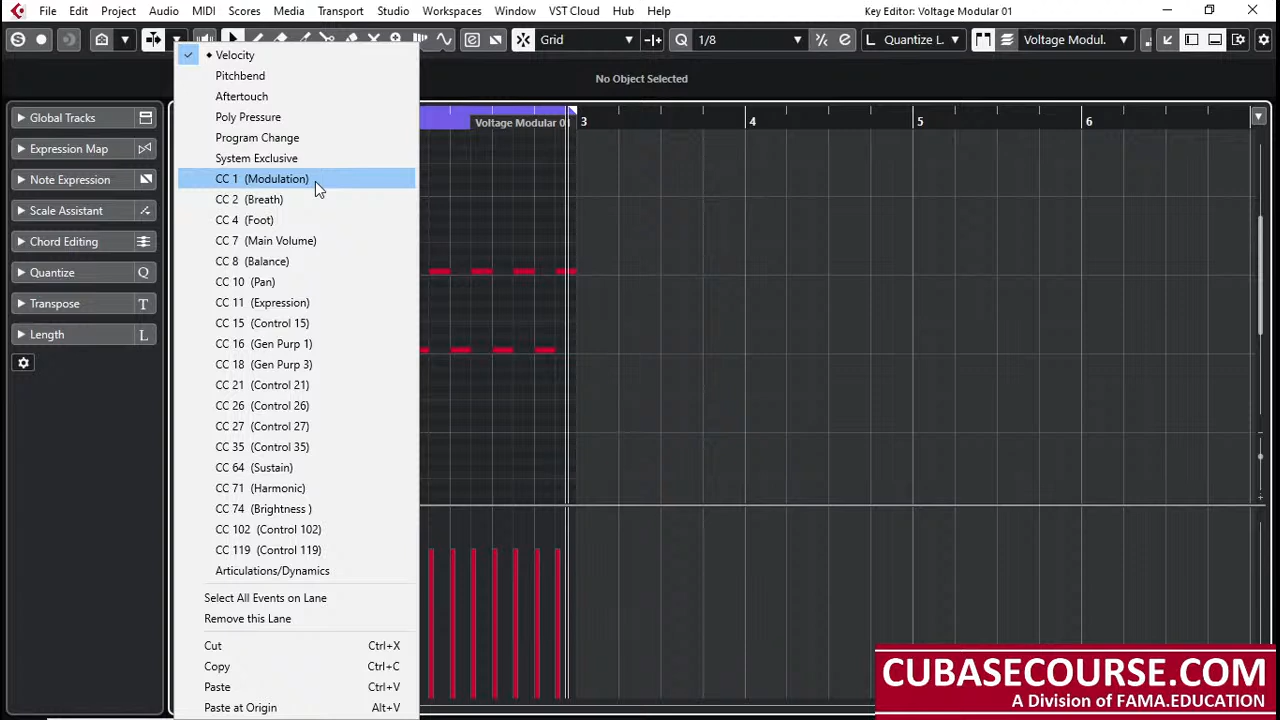 File Edit Project Audio MIDI Scores Media Transport Studio Workspaces Window VST Cloud Hub Help Key Editor: Voltage Modular 01
Grid Q 1/8 L Quantize L. Voltage Modul.
No Object Selected
Global Tracks
Expression Map
Note Expression
Scale Assistant
Chord Editing
Quantize Q
Transpose T
Length L
Velocity
Pitchbend
Aftertouch
Poly Pressure
Program Change
System Exclusive
CC 1 (Modulation)
CC 2 (Breath)
CC 4 (Foot)
CC 7 (Main Volume)
CC 8 (Balance)
CC 10 (Pan)
CC 11 (Expression)
CC 15 (Control 15)
CC 16 (Gen Purp 1)
CC 18 (Gen Purp 3)
CC 21 (Control 21)
CC 26 (Control 26)
CC 27 (Control 27)
CC 35 (Control 35)
CC 64 (Sustain)
CC 71 (Harmonic)
CC 74 (Brightness )
CC 102 (Control 102)
CC 119 (Control 119)
Articulations/Dynamics
Select All Events on Lane
Remove this Lane
Cut Ctrl+X
Copy Ctrl+C
Paste Ctrl+V
Paste at Origin Alt+V
3 4 5 6
Voltage Modular 0
CUBASECOURSE.COM
A Division of FAMA.EDUCATION